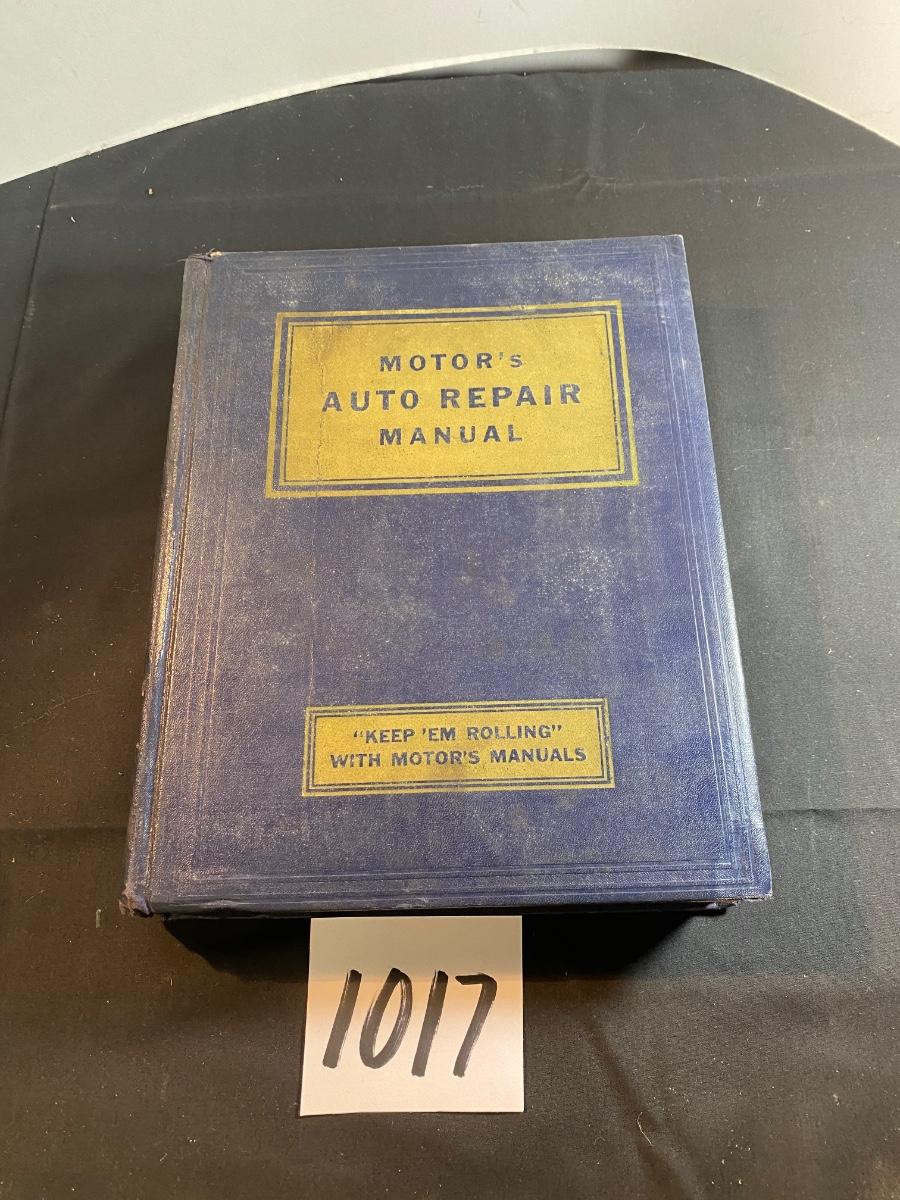 MOTOR's
AUTO REPAIR
MANUAL
"KEEP 'EM ROLLING"
WITH MOTOR'S MANUALS
1017